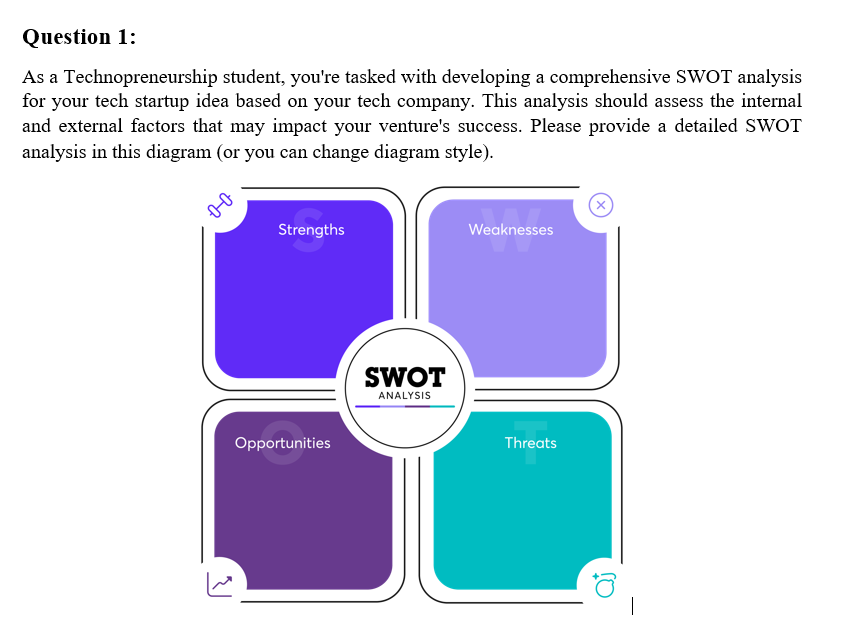 Question 1:
As a Technopreneurship student, you're tasked with developing a comprehensive SWOT analysis
for your tech startup idea based on your tech company. This analysis should assess the internal
and external factors that may impact your venture's success. Please provide a detailed SWOT
analysis in this diagram (or you can change diagram style).
S
Strengths
W
Weaknesses
SWOT
ANALYSIS
O
Opportunities
T
Threats